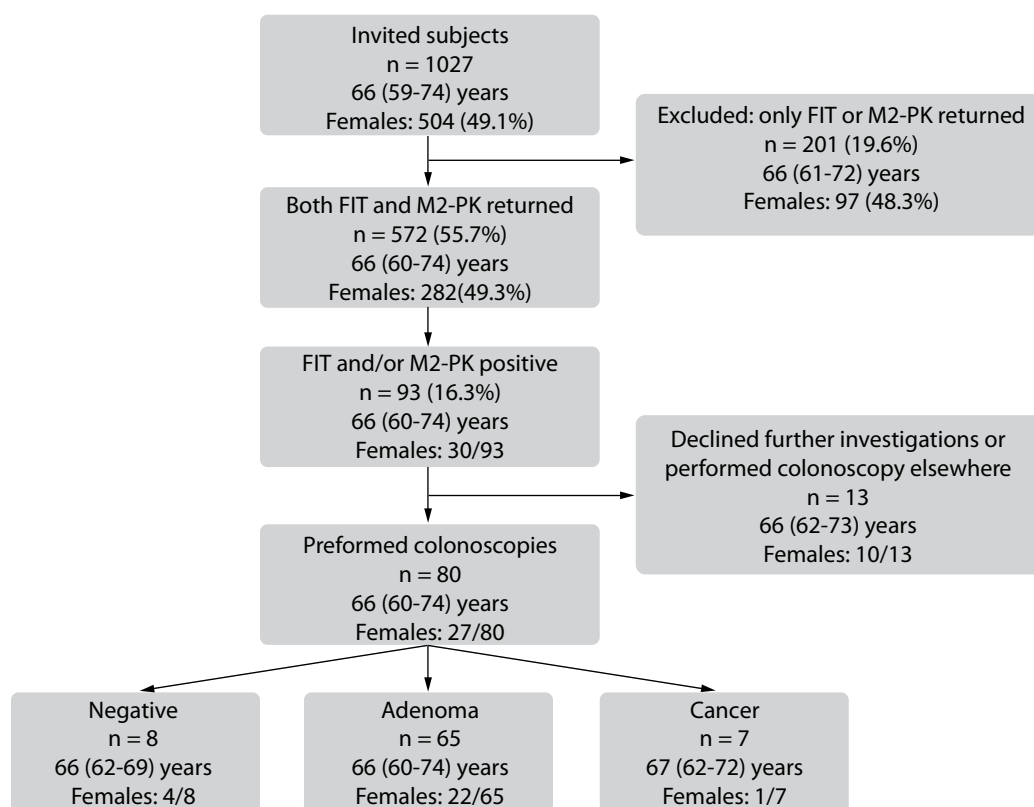 Invited subjects
n = 1027
66 (59-74) years
Females: 504 (49.1%)
Excluded: only FIT or M2-PK returned
n = 201 (19.6%)
66 (61-72) years
Females: 97 (48.3%)
Both FIT and M2-PK returned
n = 572 (55.7%)
66 (60-74) years
Females: 282(49.3%)
FIT and/or M2-PK positive
n = 93 (16.3%)
66 (60-74) years
Females: 30/93
Declined further investigations or
performed colonoscopy elsewhere
n = 13
66 (62-73) years
Females: 10/13
Preformed colonoscopies
n = 80
66 (60-74) years
Females: 27/80
Negative
n = 8
66 (62-69) years
Females: 4/8
Adenoma
n = 65
66 (60-74) years
Females: 22/65
Cancer
n = 7
67 (62-72) years
Females: 1/7